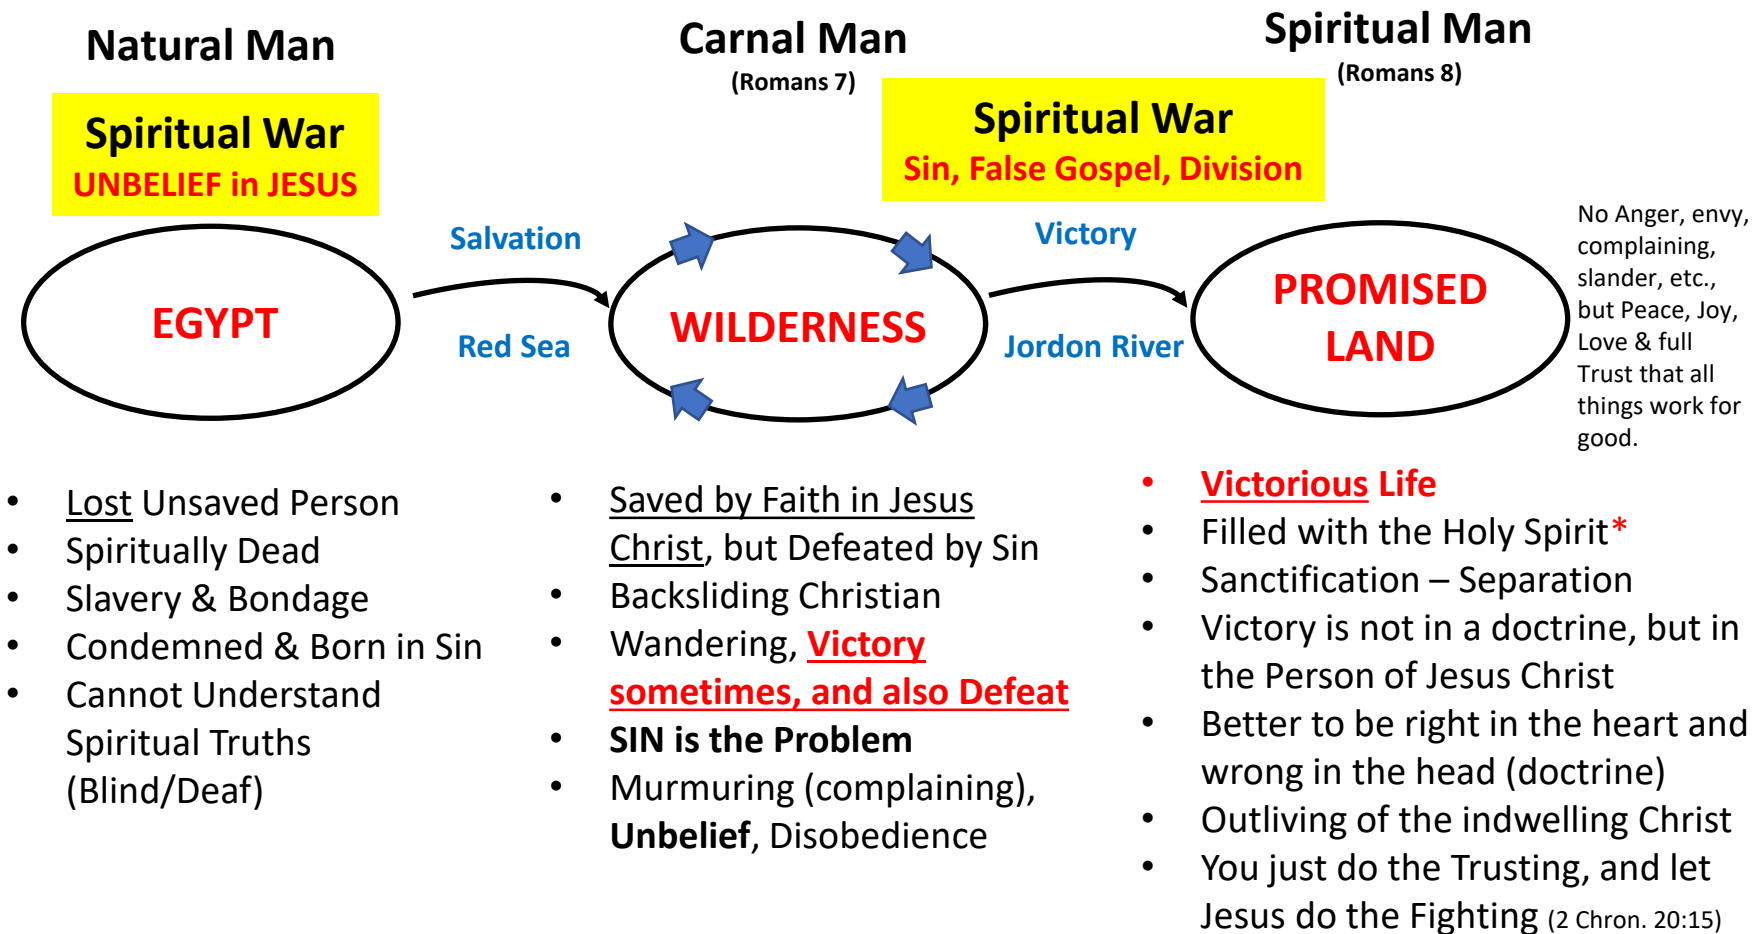 Natural Man
Spiritual War
UNBELIEF in JESUS
EGYPT
• Lost Unsaved Person
• Spiritually Dead
• Slavery & Bondage
• Condemned & Born in Sin
• Cannot Understand
Spiritual Truths
(Blind/Deaf)
Salvation
Red Sea
Carnal Man
(Romans 7)
WILDERNESS
• Saved by Faith in Jesus
Christ, but Defeated by Sin
• Backsliding Christian
• Wandering, Victory
sometimes, and also Defeat
• SIN is the Problem
• Murmuring (complaining),
Unbelief, Disobedience
Spiritual War
Sin, False Gospel, Division
Victory
Jordon River
Spiritual Man
(Romans 8)
PROMISED
LAND
No Anger, envy,
complaining,
slander, etc.,
but Peace, Joy,
Love & full
Trust that all
things work for
good.
• Victorious Life
• Filled with the Holy Spirit*
• Sanctification – Separation
• Victory is not in a doctrine, but in
the Person of Jesus Christ
• Better to be right in the heart and
wrong in the head (doctrine)
• Outliving of the indwelling Christ
• You just do the Trusting, and let
Jesus do the Fighting (2 Chron. 20:15)